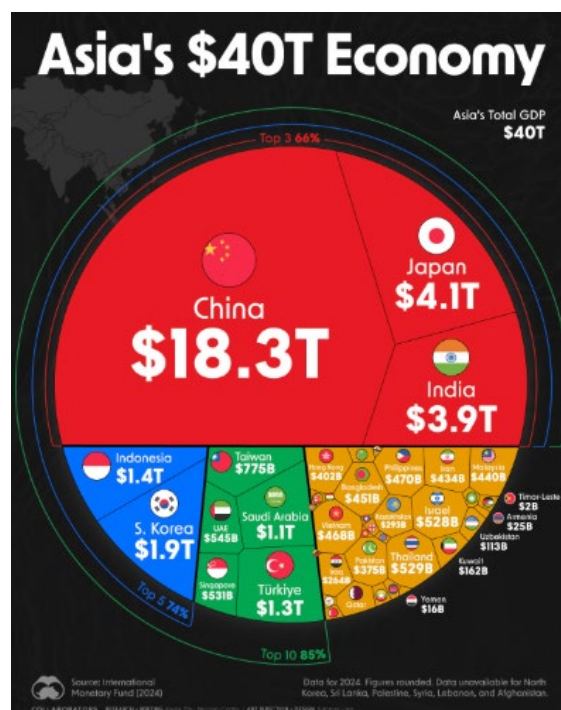 Asia's $40T Economy
Asia's Total GDP
$40T
Top 3 66%
China
$18.3T
Japan
$4.1T
India
$3.9T
Indonesia
$1.4T
S. Korea
$1.9T
Top 5 74%
Taiwan
$775B
UAE
$545B
Saudi Arabia
$1.1T
Singapore
$531B
Türkiye
$1.3T
Top 10 85%
Hong Kong
$402B
Bangladesh
$451B
Philippines
$470B
Iran
$434B
Malaysia
$440B
Vietnam
$468B
Kazakhstan
$293B
Israel
$528B
Iraq
$264B
Pakistan
$375B
Thailand
$529B
Qatar
Timor-Leste
$2B
Armenia
$25B
Uzbekistan
$113B
Kuwait
$162B
Yemen
$16B
Source: International
Monetary Fund (2024)
Data for 2024. Figures rounded. Data unavailable for North
Korea, Sri Lanka, Palestine, Syria, Lebanon, and Afghanistan.